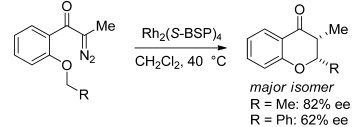 O
Me
N2
O
R
Rh2(S-BSP)4
CH2Cl2, 40 °C
O
Me
O
R
major isomer
R = Me: 82% ee
R = Ph: 62% ee